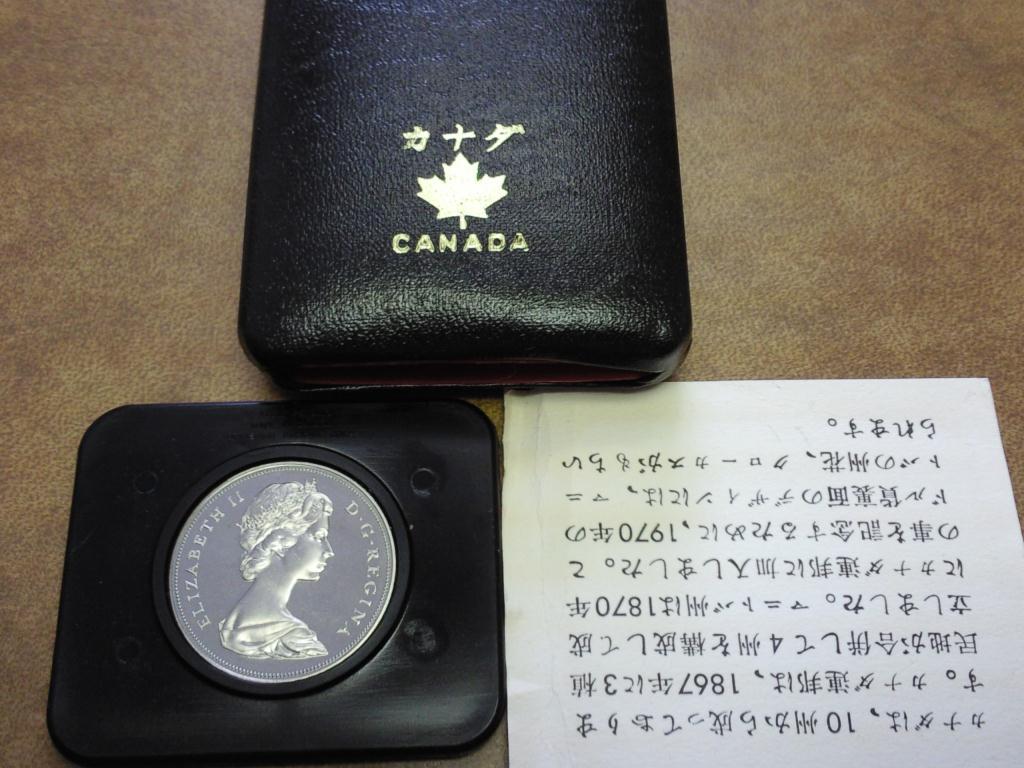 カナダ
CANADA
ELIZABETH II D·G·REGINA
カナダは、10州から成っておりま
す。カナダ連邦は、1867年に3植
民地が合併して4州を構成して成
立しました。マニトバ州は1870年
にカナダ連邦に加入しました。こ
の事を記念するために、1970年の
ドル貨裏面のデザインには、マニ
トバの州花、クローカスがもちい
られます。